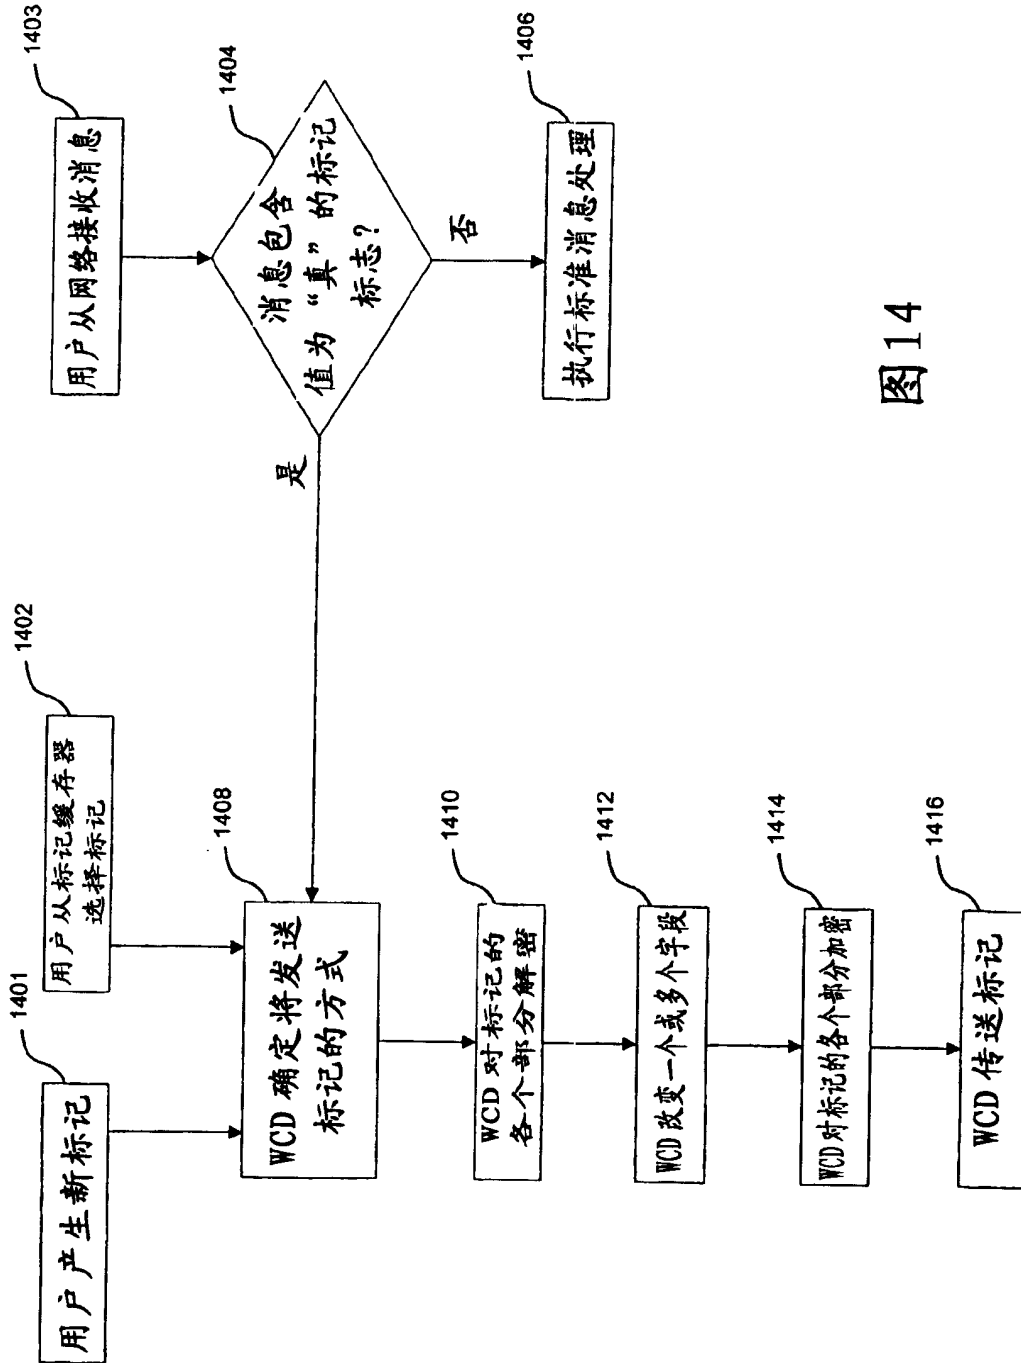 1401
用户产生新标记
1402
用户从标记缓存器
选择标记
1403
用户从网络接收消息
1404
消息包含
值为“真”的标记
标志？
是
否
1406
执行标准消息处理
1408
WCD 确定将发送
标记的方式
1410
WCD 对标记的
各个部分解密
1412
WCD 改变一个或多个字段
1414
WCD 对标记的各个部分加密
1416
WCD 传送标记
图14